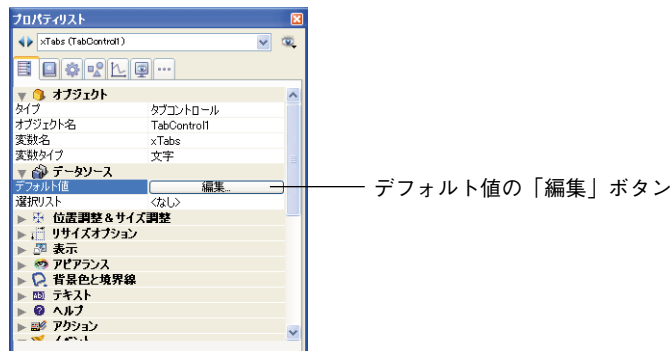 プロパティリスト
xTabs (TabControl1)
オブジェクト
タイプ タブコントロール
オブジェクト名 TabControl1
変数名 xTabs
変数タイプ 文字
データソース
デフォルト値 編集...
デフォルト値の「編集」ボタン
選択リスト <なし>
位置調整＆サイズ調整
リサイズオプション
表示
アピアランス
背景色と境界線
テキスト
ヘルプ
アクション